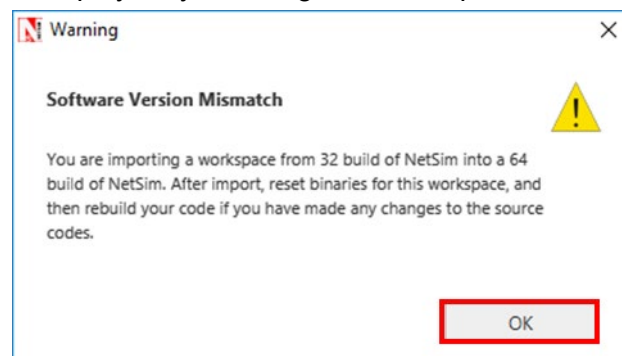 Warning
Software Version Mismatch
You are importing a workspace from 32 build of NetSim into a 64
build of NetSim. After import, reset binaries for this workspace, and
then rebuild your code if you have made any changes to the source
codes.
OK